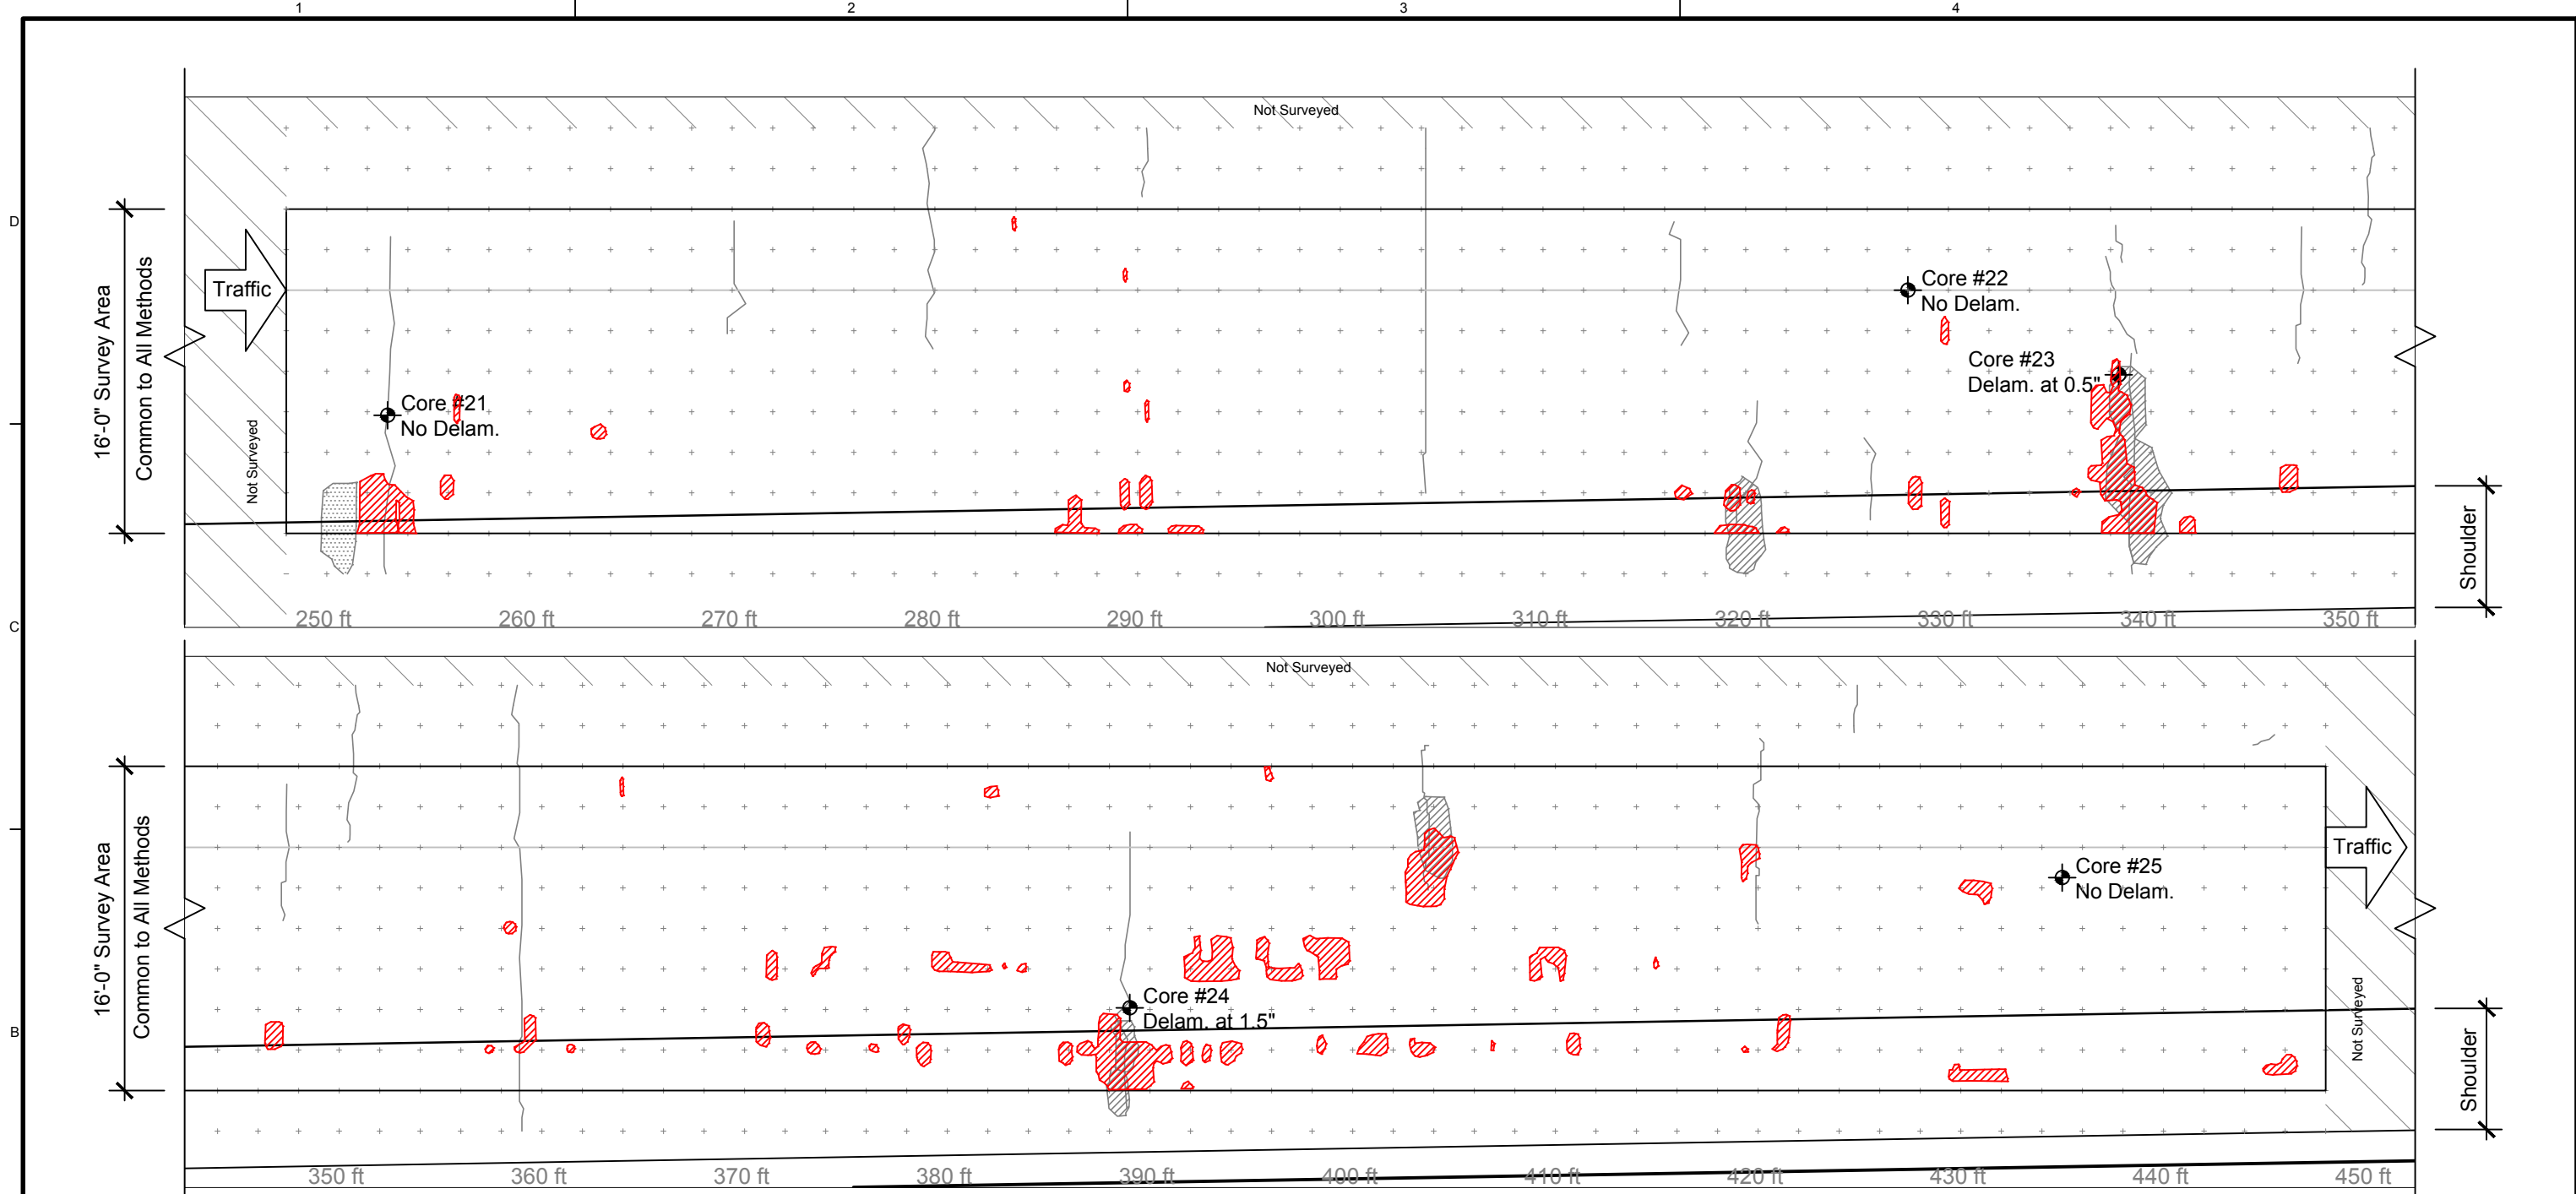 1
2
3
4
Not Surveyed
D
16'-0" Survey Area
Common to All Methods
Traffic
Not Surveyed
Core #21
No Delam.
Core #22
No Delam.
Core #23
Delam. at 0.5"
Shoulder
250 ft
260 ft
270 ft
280 ft
290 ft
300 ft
310 ft
320 ft
330 ft
340 ft
350 ft
C
Not Surveyed
16'-0" Survey Area
Common to All Methods
Core #24
Delam. at 1.5"
Core #25
No Delam.
Traffic
Not Surveyed
Shoulder
B
350 ft
360 ft
370 ft
380 ft
390 ft
400 ft
410 ft
420 ft
430 ft
440 ft
450 ft